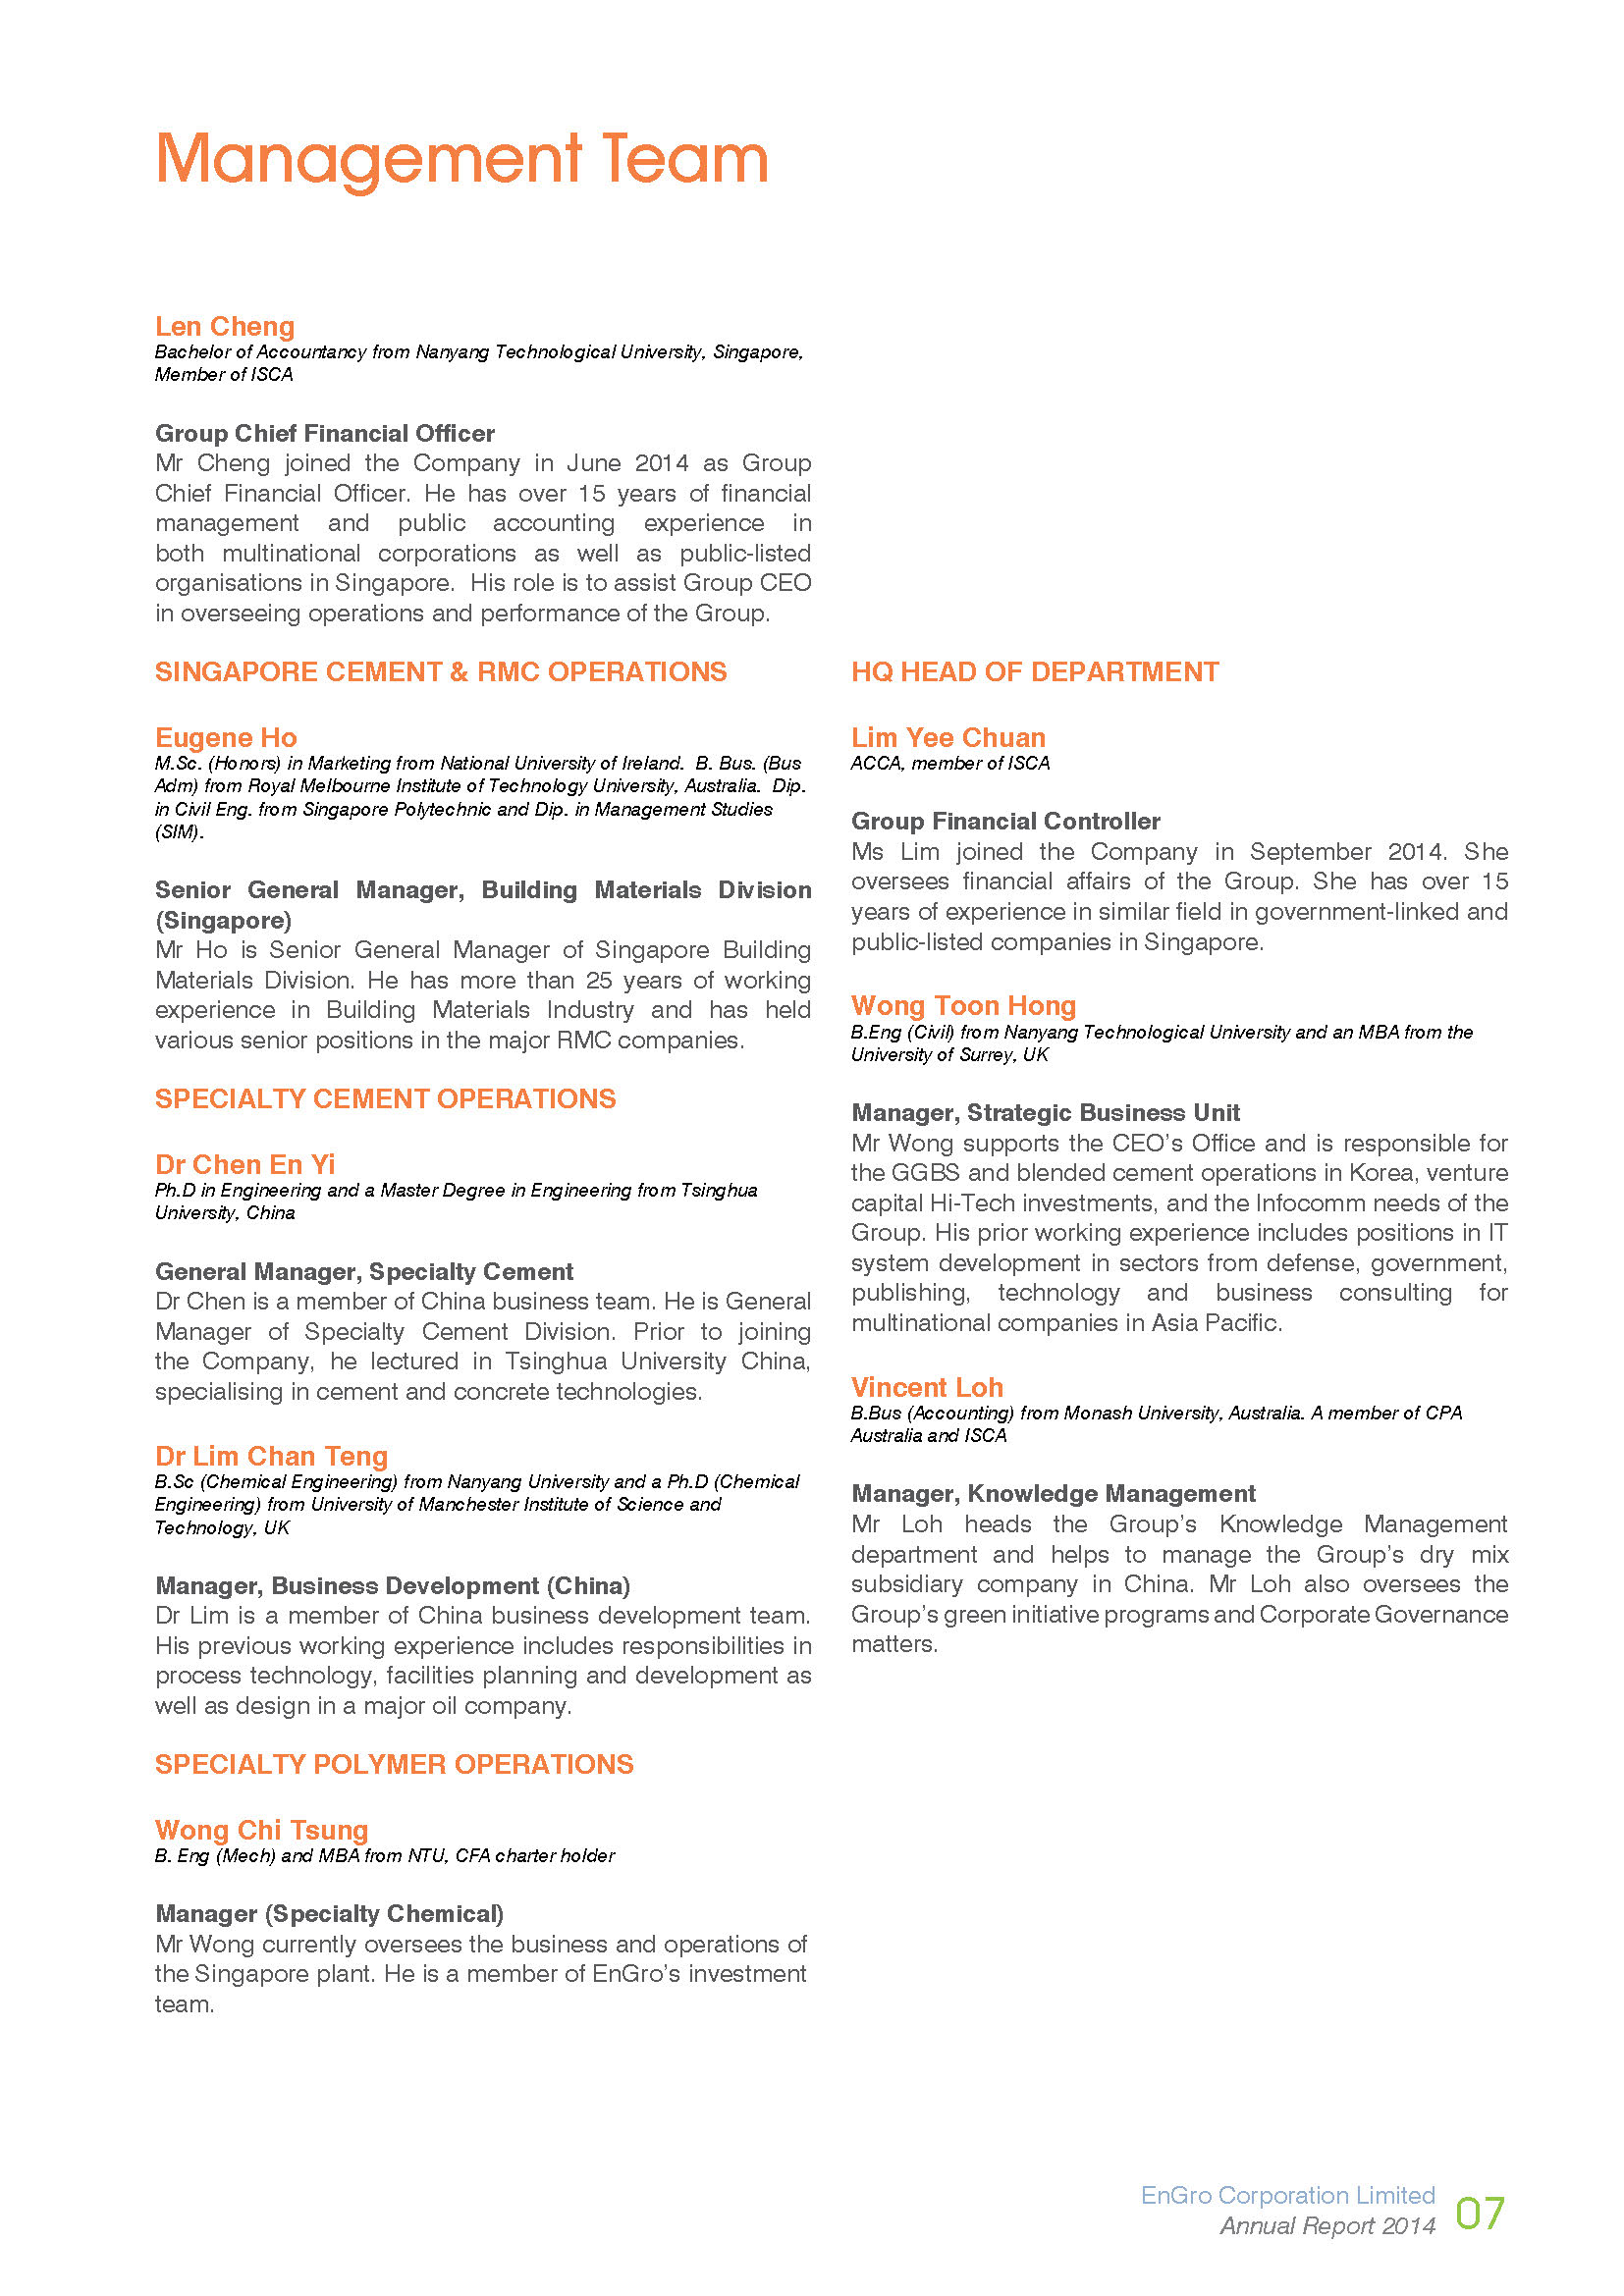 Management Team
Len Cheng
Bachelor of Accountancy from Nanyang Technological University, Singapore,
Member of ISCA
Group Chief Financial Officer
Mr Cheng joined the Company in June 2014 as Group
Chief Financial Officer. He has over 15 years of financial
management and public accounting experience in
both multinational corporations as well as public-listed
organisations in Singapore. His role is to assist Group CEO
in overseeing operations and performance of the Group.
SINGAPORE CEMENT & RMC OPERATIONS
Eugene Ho
M.Sc. (Honors) in Marketing from National University of Ireland. B. Bus. (Bus
Adm) from Royal Melbourne Institute of Technology University, Australia. Dip.
in Civil Eng. from Singapore Polytechnic and Dip. in Management Studies
(SIM).
Senior General Manager, Building Materials Division
(Singapore)
Mr Ho is Senior General Manager of Singapore Building
Materials Division. He has more than 25 years of working
experience in Building Materials Industry and has held
various senior positions in the major RMC companies.
SPECIALTY CEMENT OPERATIONS
Dr Chen En Yi
Ph.D in Engineering and a Master Degree in Engineering from Tsinghua
University, China
General Manager, Specialty Cement
Dr Chen is a member of China business team. He is General
Manager of Specialty Cement Division. Prior to joining
the Company, he lectured in Tsinghua University China,
specialising in cement and concrete technologies.
Dr Lim Chan Teng
B.Sc (Chemical Engineering) from Nanyang University and a Ph.D (Chemical
Engineering) from University of Manchester Institute of Science and
Technology, UK
Manager, Business Development (China)
Dr Lim is a member of China business development team.
His previous working experience includes responsibilities in
process technology, facilities planning and development as
well as design in a major oil company.
SPECIALTY POLYMER OPERATIONS
Wong Chi Tsung
B. Eng (Mech) and MBA from NTU, CFA charter holder
Manager (Specialty Chemical)
Mr Wong currently oversees the business and operations of
the Singapore plant. He is a member of EnGro's investment
team.
HQ HEAD OF DEPARTMENT
Lim Yee Chuan
ACCA, member of ISCA
Group Financial Controller
Ms Lim joined the Company in September 2014. She
oversees financial affairs of the Group. She has over 15
years of experience in similar field in government-linked and
public-listed companies in Singapore.
Wong Toon Hong
B.Eng (Civil) from Nanyang Technological University and an MBA from the
University of Surrey, UK
Manager, Strategic Business Unit
Mr Wong supports the CEO's Office and is responsible for
the GGBS and blended cement operations in Korea, venture
capital Hi-Tech investments, and the Infocomm needs of the
Group. His prior working experience includes positions in IT
system development in sectors from defense, government,
publishing, technology and business consulting for
multinational companies in Asia Pacific.
Vincent Loh
B.Bus (Accounting) from Monash University, Australia. A member of CPA
Australia and ISCA
Manager, Knowledge Management
Mr Loh heads the Group's Knowledge Management
department and helps to manage the Group's dry mix
subsidiary company in China. Mr Loh also oversees the
Group's green initiative programs and Corporate Governance
matters.
EnGro Corporation Limited
Annual Report 2014
07